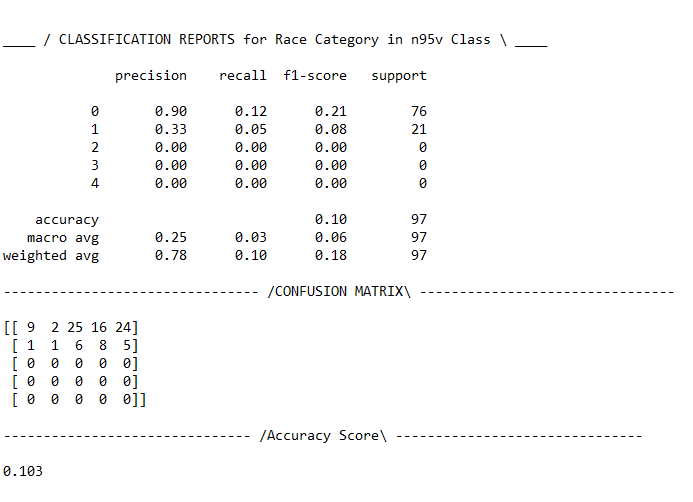 ____ / CLASSIFICATION REPORTS for Race Category in n95v Class \ ____
precision recall f1-score support
0 0.90 0.12 0.21 76
1 0.33 0.05 0.08 21
2 0.00 0.00 0.00 0
3 0.00 0.00 0.00 0
4 0.00 0.00 0.00 0
accuracy 0.10 97
macro avg 0.25 0.03 0.06 97
weighted avg 0.78 0.10 0.18 97
-------------------------------- /CONFUSION MATRIX\ --------------------------------
[[ 9 2 25 16 24]
[ 1 1 6 8 5]
[ 0 0 0 0 0]
[ 0 0 0 0 0]
[ 0 0 0 0 0]]
------------------------------- /Accuracy Score\ -------------------------------
0.103